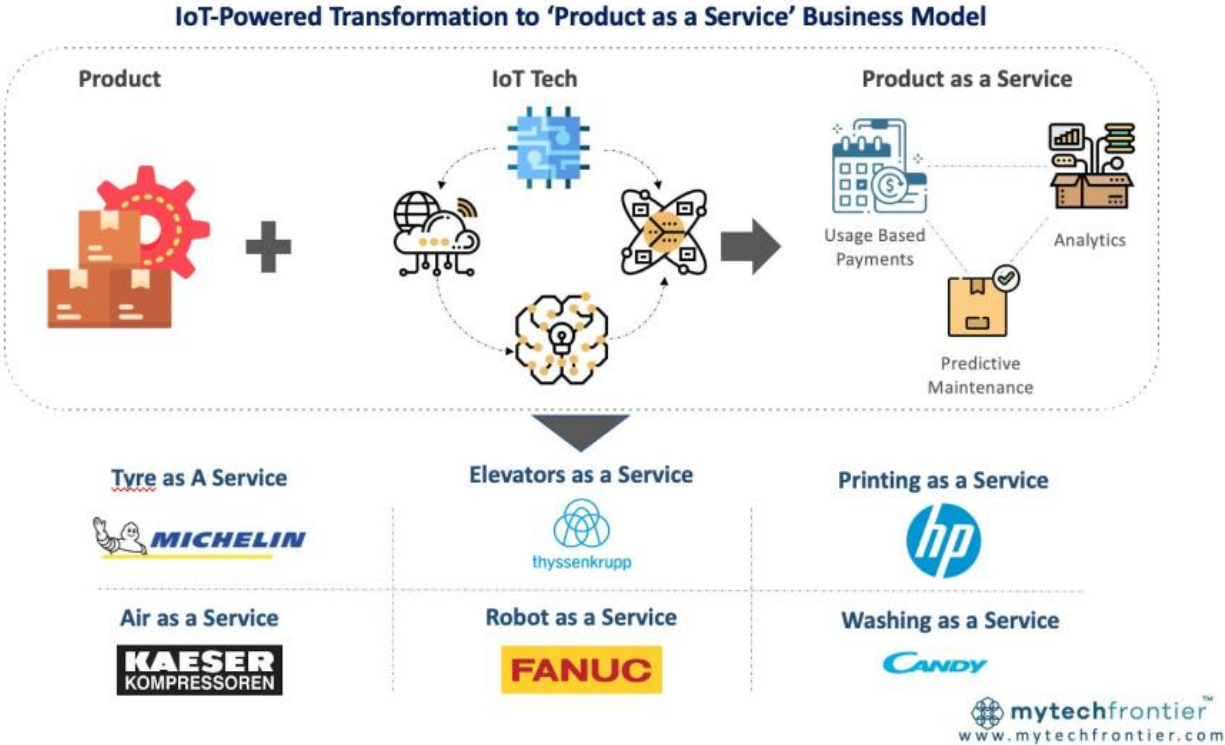 IoT-Powered Transformation to ‘Product as a Service’ Business Model
Product
IoT Tech
Product as a Service
$
Usage Based
Payments
Analytics
Predictive
Maintenance
Tyre as A Service
Elevators as a Service
Printing as a Service
MICHELIN
thyssenkrupp
hp
Air as a Service
Robot as a Service
Washing as a Service
KAESER
KOMPRESSOREN
FANUC
CANDY
mytechfrontier™
www.mytechfrontier.com